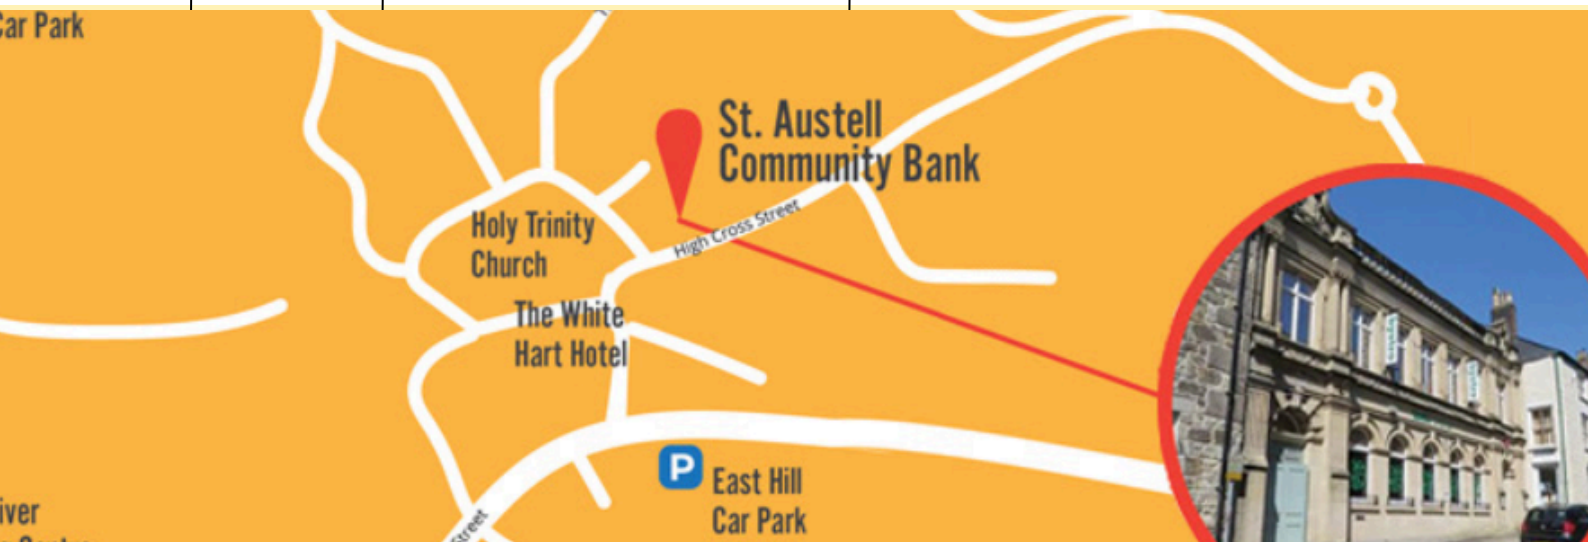 Car Park
St. Austell
Community Bank
High Cross Street
Holy Trinity
Church
The White
Hart Hotel
P
East Hill
Car Park
Street